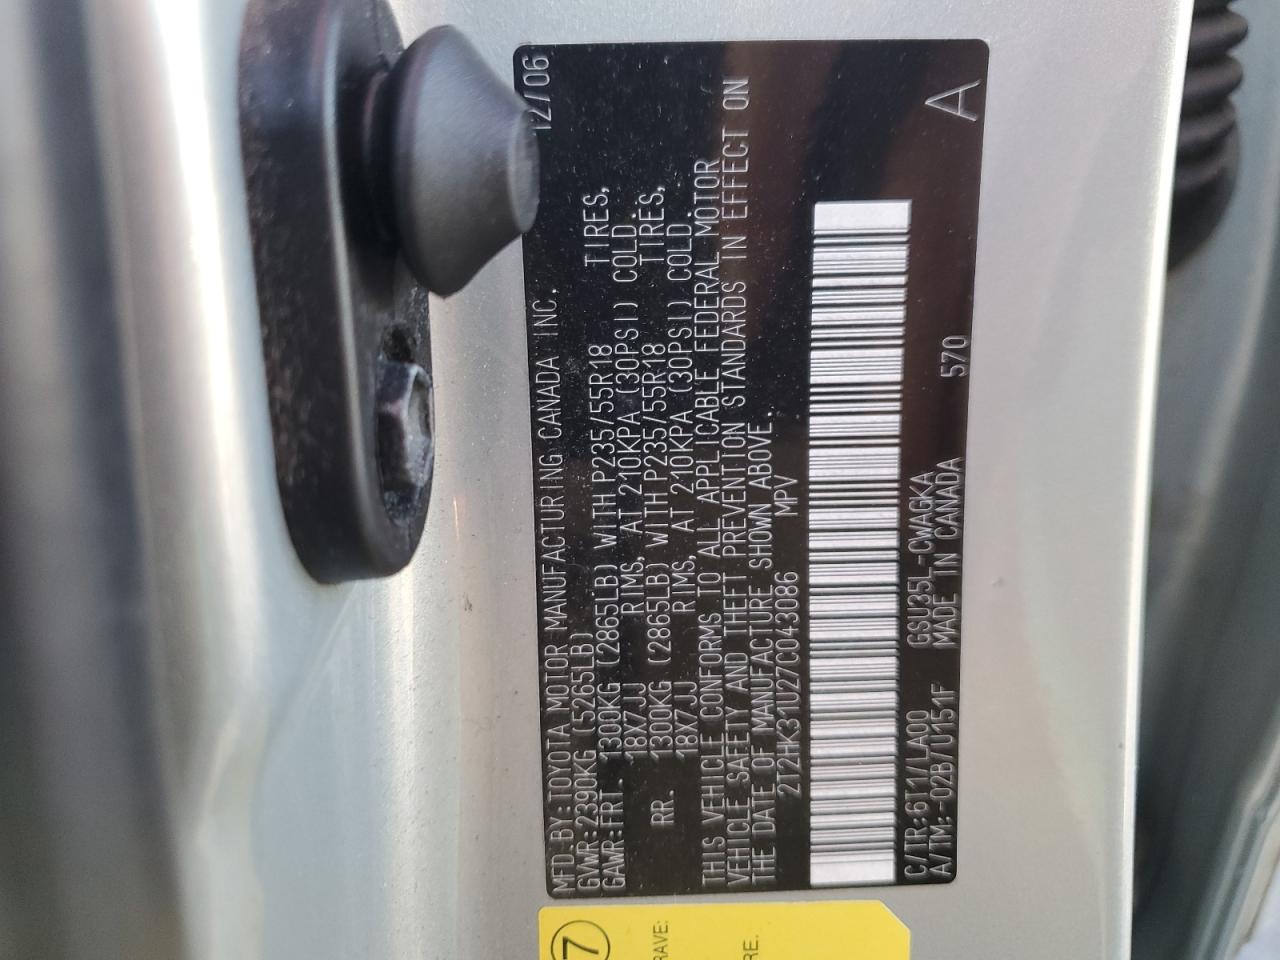 MFD.BY:TOYOTA MOTOR MANUFACTURING CANADA INC. 12/06
GVWR:2390KG (5265LB)
GAWR:FRT. 1300KG (2865LB) WITH P235/55R18 TIRES,
18X7JJ RIMS, AT 210KPA (30PSI) COLD.
RR. 1300KG (2865LB) WITH P235/55R18 TIRES,
18X7JJ RIMS, AT 210KPA (30PSI) COLD.
THIS VEHICLE CONFORMS TO ALL APPLICABLE FEDERAL MOTOR
VEHICLE SAFETY AND THEFT PREVENTION STANDARDS IN EFFECT ON
THE DATE OF MANUFACTURE SHOWN ABOVE.
2T2HK31U27C043086 MPV
C/TR:6T1/LA00 GSU35L-CWAGKA
A/TM:-02B/U151F MADE IN CANADA 570 A
7
RAVE:
RE.